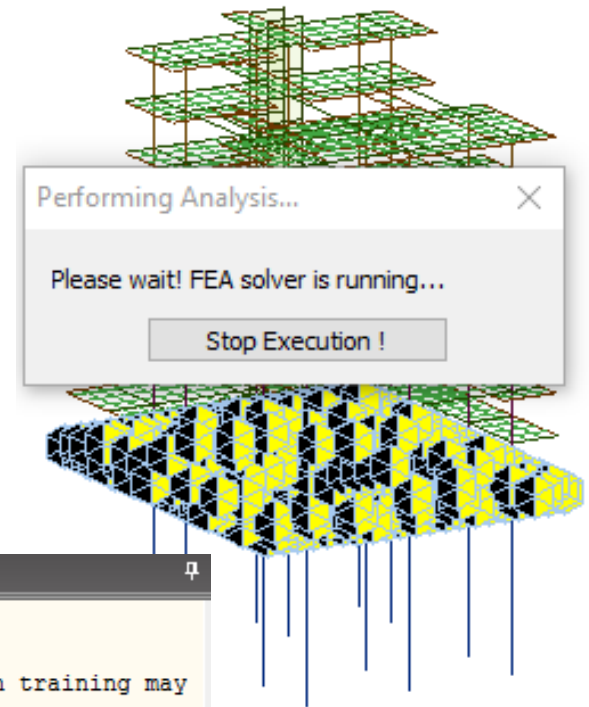 Performing Analysis...
Please wait! FEA solver is running...
Stop Execution !
training may